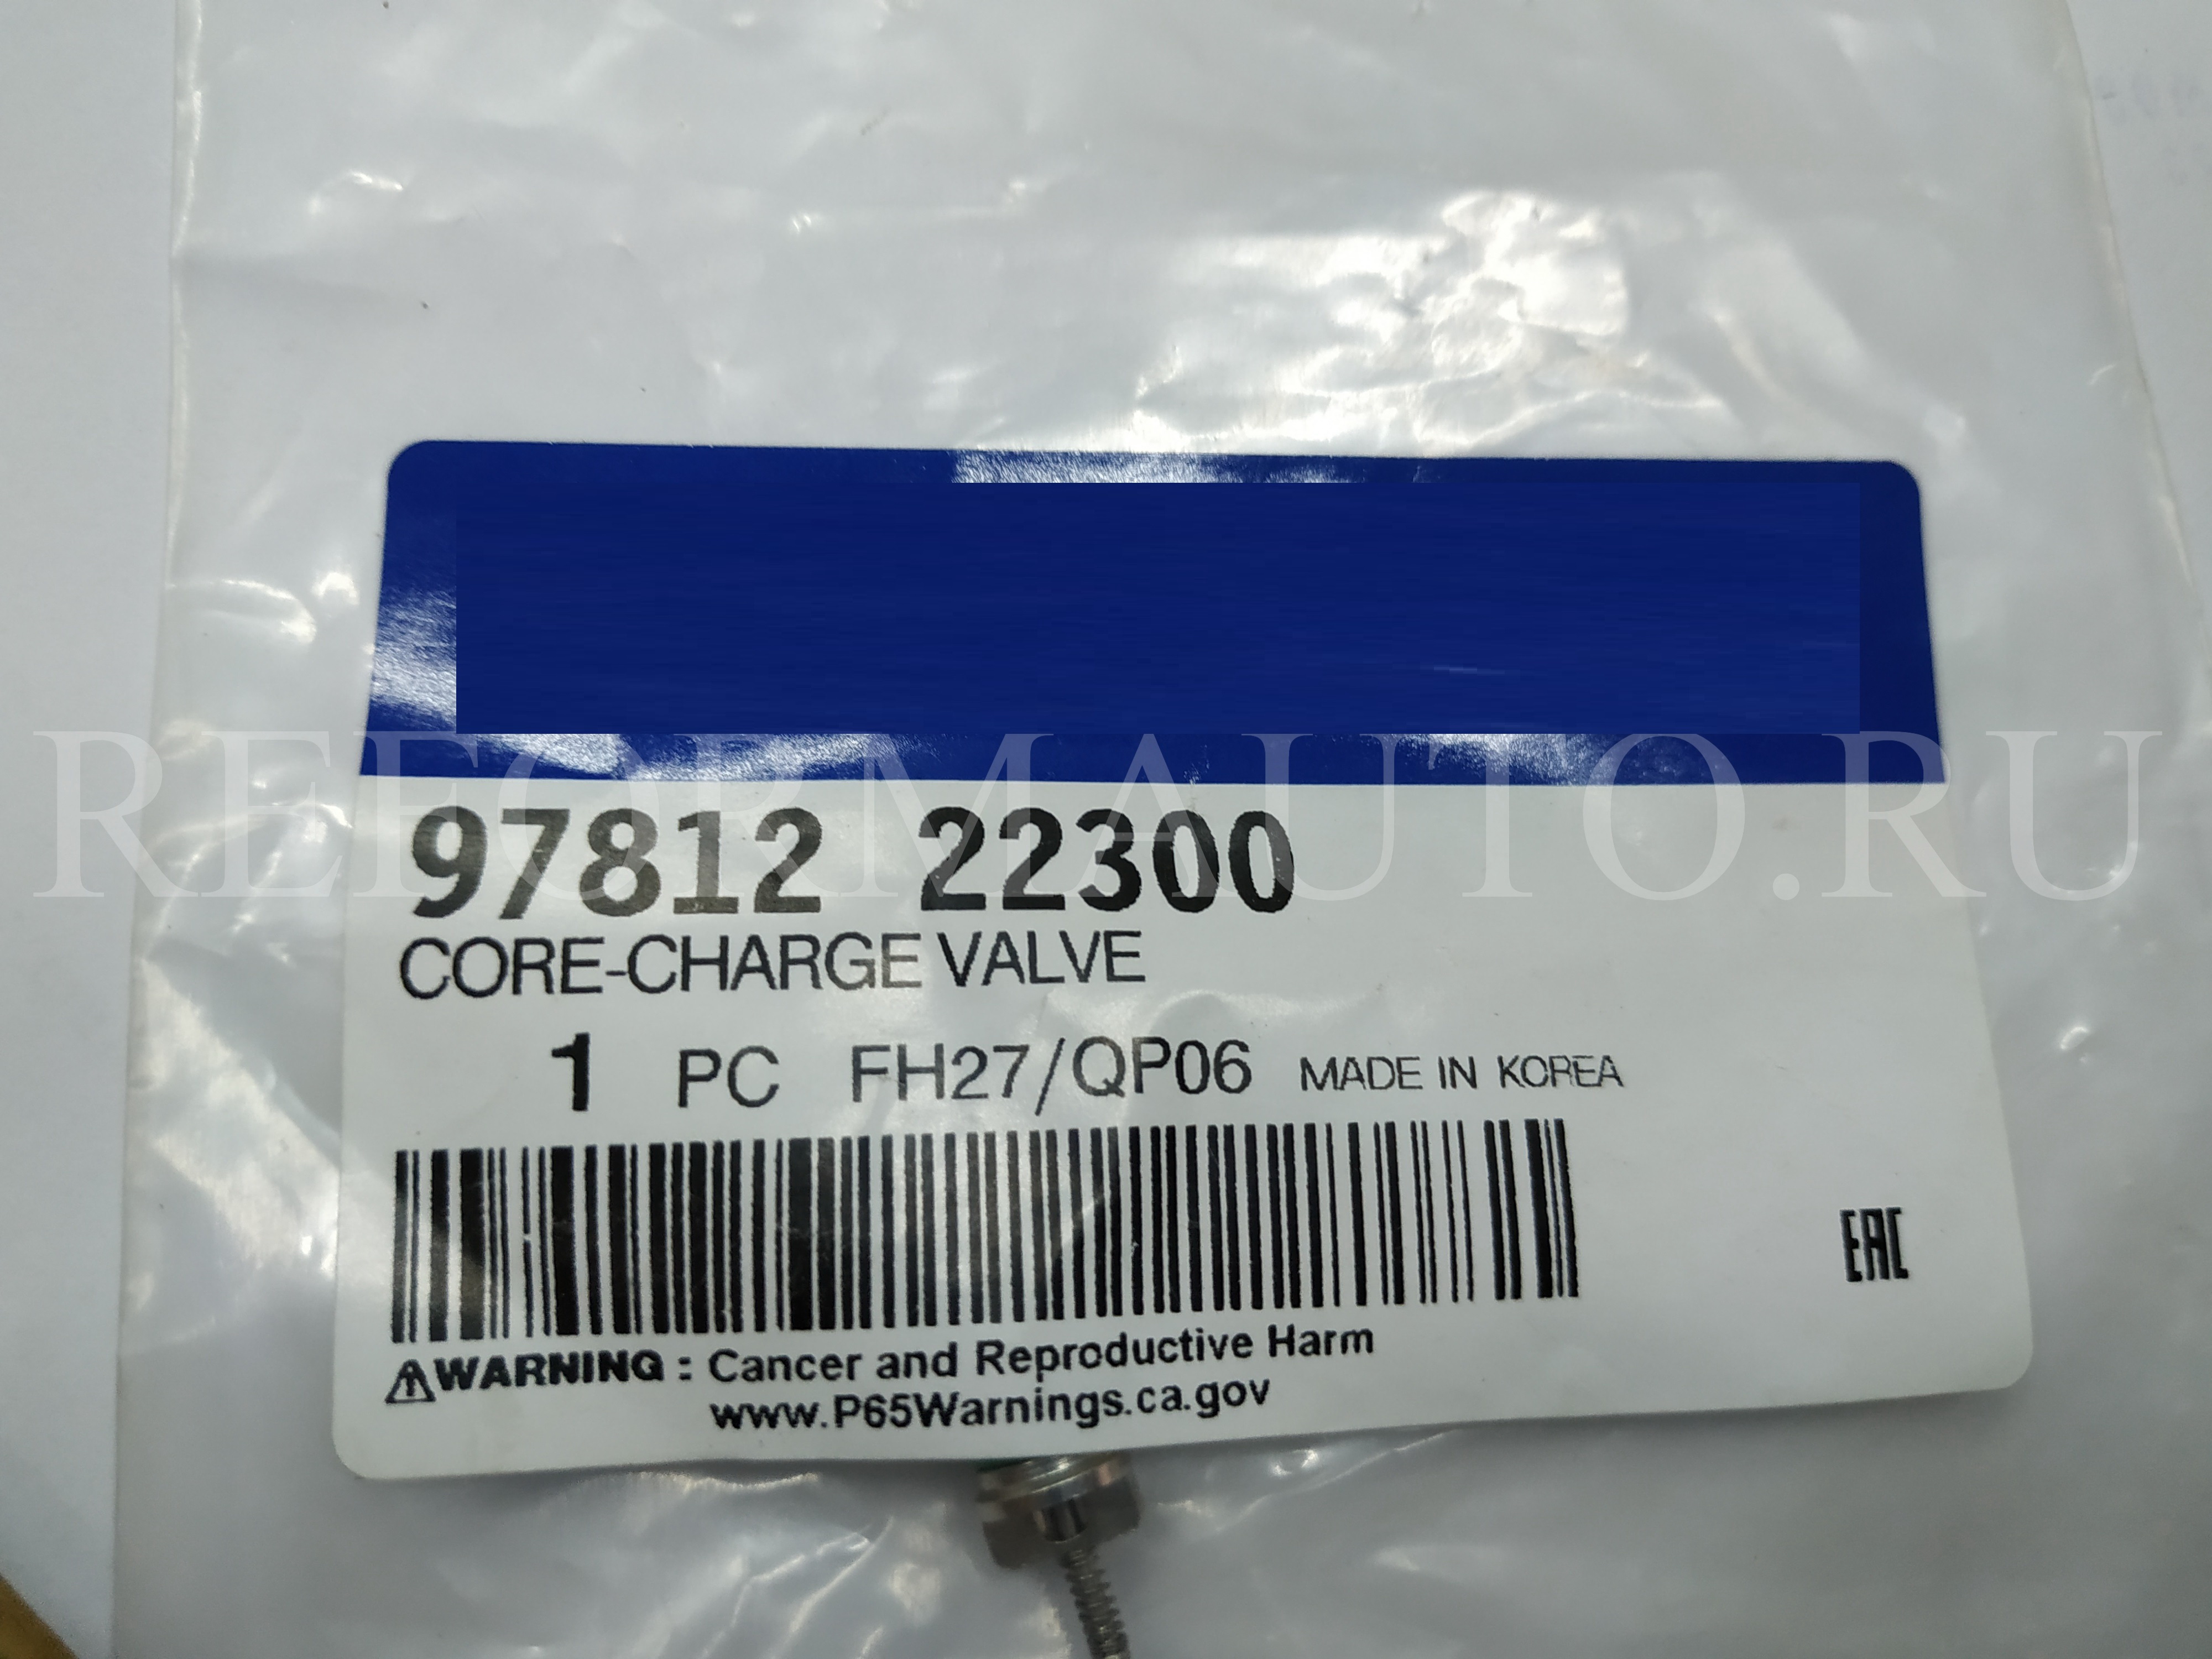 REFORMAUTO.RU
97812 22300
CORE-CHARGE VALVE
1 PC FH27/QP06 MADE IN KOREA
EAC
WARNING : Cancer and Reproductive Harm
www.P65Warnings.ca.gov